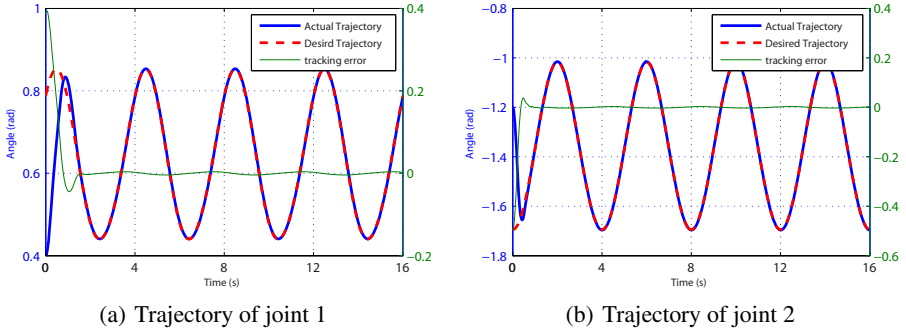 1
0.8
0.6
0.4
Angle (rad)
0.4
0.2
0
−0.2
0
4
8
12
16
Time (s)
Actual Trajectory
Desird Trajectory
tracking error
(a) Trajectory of joint 1
−0.8
−1
−1.2
−1.4
−1.6
−1.8
Angle (rad)
0.4
0.2
0
−0.2
−0.4
−0.6
0
4
8
12
16
Time (s)
Actual Trajectory
Desired Trajectory
tracking error
(b) Trajectory of joint 2